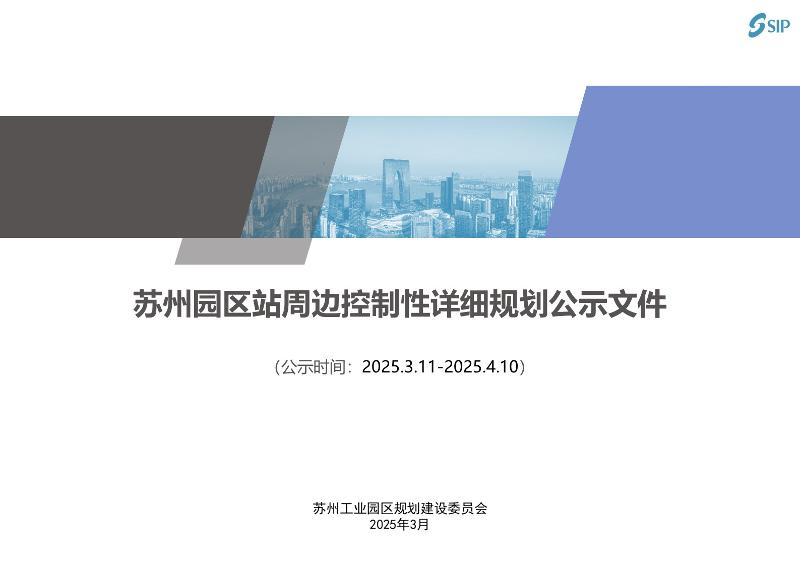 SIP
苏州园区站周边控制性详细规划公示文件
（公示时间：2025.3.11-2025.4.10）
苏州工业园区规划建设委员会
2025年3月